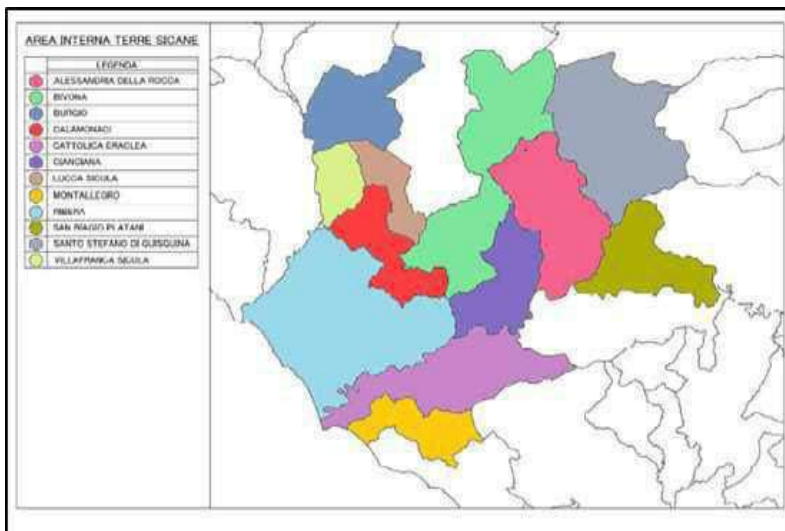 AREA INTERNA TERRE SICANE
LEGENDA
ALESSANDRIA DELLA ROCCA
BIVONA
BURGIO
CALAMONACI
CATTOLICA ERACLEA
CIANCIANA
LUCCA SICULA
MONTALLEGRO
RIBERA
SAN BIAGIO PLATANI
SANTO STEFANO DI QUISQUINA
VILLAFRANCA SICULA